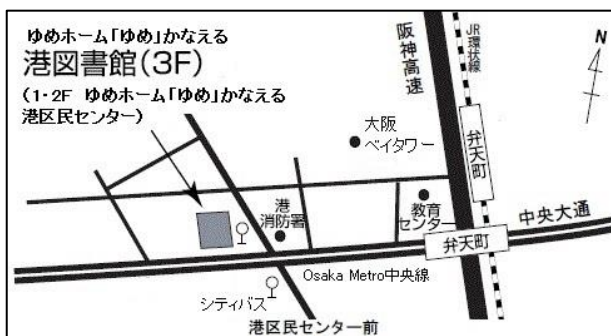 ゆめホーム「ゆめ」かなえる
港図書館(3F)
(1・2F ゆめホーム「ゆめ」かなえる
港区民センター)
阪神高速
JR環状線
N
大阪
ベイタワー
弁天町
港
消防署
教育
センター
中央大通
弁天町
Osaka Metro中央線
シティバス
港区民センター前